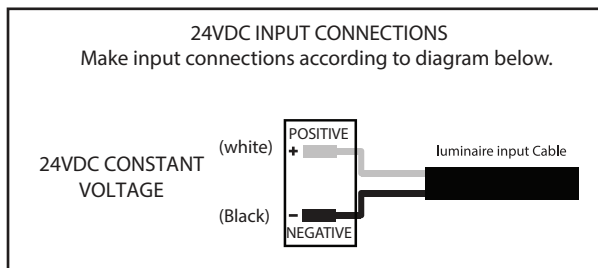 24VDC INPUT CONNECTIONS
Make input connections according to diagram below.
24VDC CONSTANT
VOLTAGE
(white)
POSITIVE
+
luminaire input Cable
(Black)
–
NEGATIVE